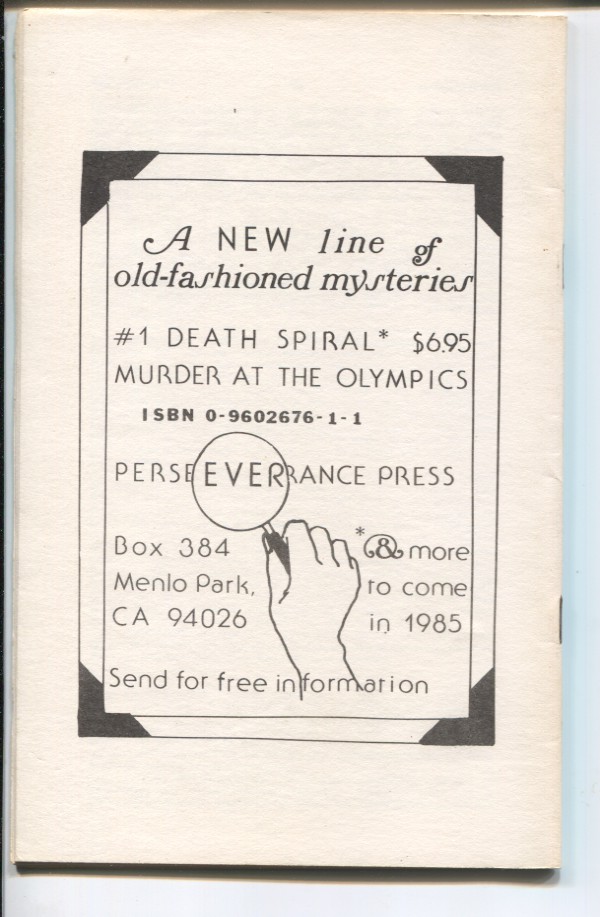 A NEW line of
old-fashioned mysteries
#1 DEATH SPIRAL* $6.95
MURDER AT THE OLYMPICS
ISBN 0-9602676-1-1
PERSEVERRANCE PRESS
Box 384
Menlo Park,
CA 94026
*& more
to come
in 1985
Send for free information